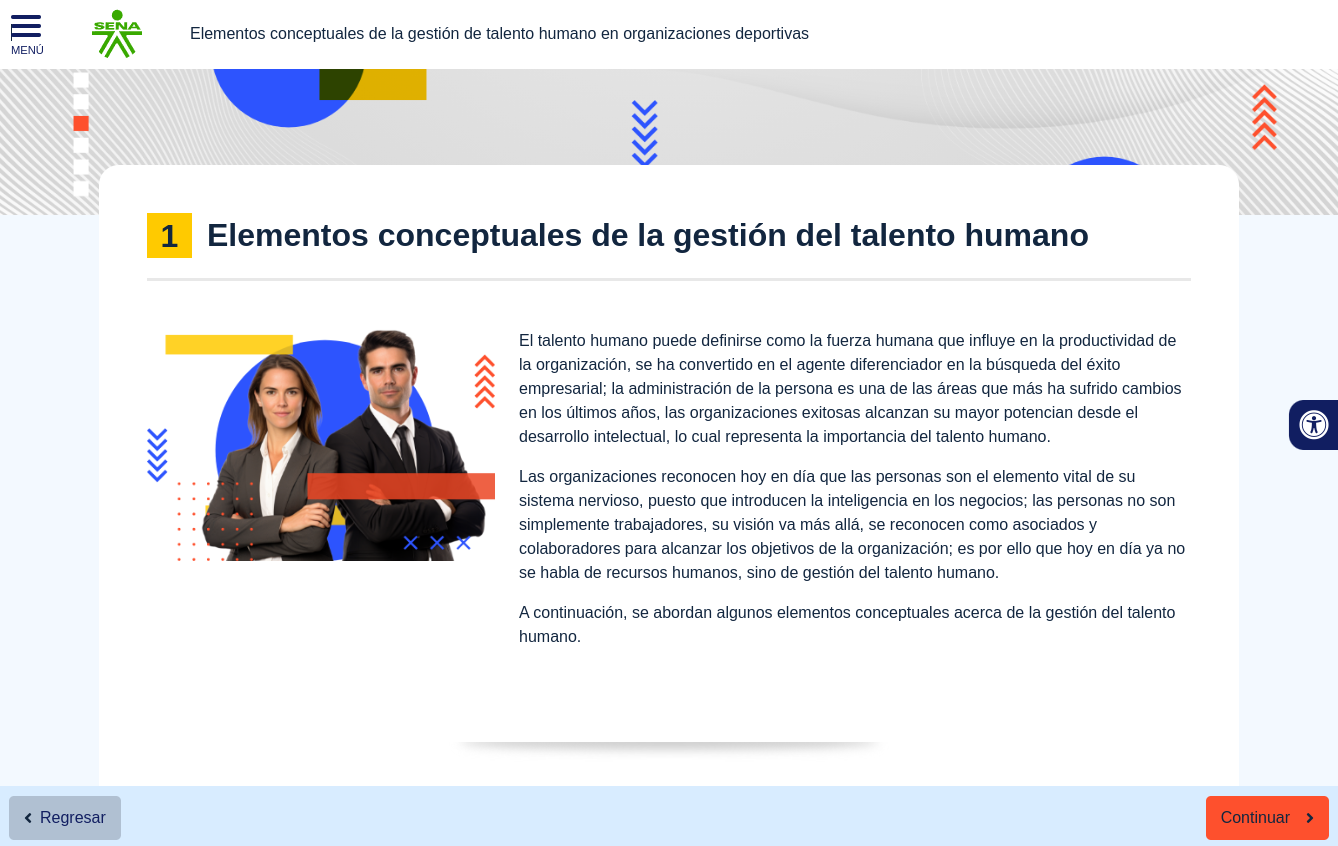 MENÚ
SENA
Elementos conceptuales de la gestión de talento humano en organizaciones deportivas
1 Elementos conceptuales de la gestión del talento humano
El talento humano puede definirse como la fuerza humana que influye en la productividad de
la organización, se ha convertido en el agente diferenciador en la búsqueda del éxito
empresarial; la administración de la persona es una de las áreas que más ha sufrido cambios
en los últimos años, las organizaciones exitosas alcanzan su mayor potencian desde el
desarrollo intelectual, lo cual representa la importancia del talento humano.
Las organizaciones reconocen hoy en día que las personas son el elemento vital de su
sistema nervioso, puesto que introducen la inteligencia en los negocios; las personas no son
simplemente trabajadores, su visión va más allá, se reconocen como asociados y
colaboradores para alcanzar los objetivos de la organización; es por ello que hoy en día ya no
se habla de recursos humanos, sino de gestión del talento humano.
A continuación, se abordan algunos elementos conceptuales acerca de la gestión del talento
humano.
Regresar
Continuar